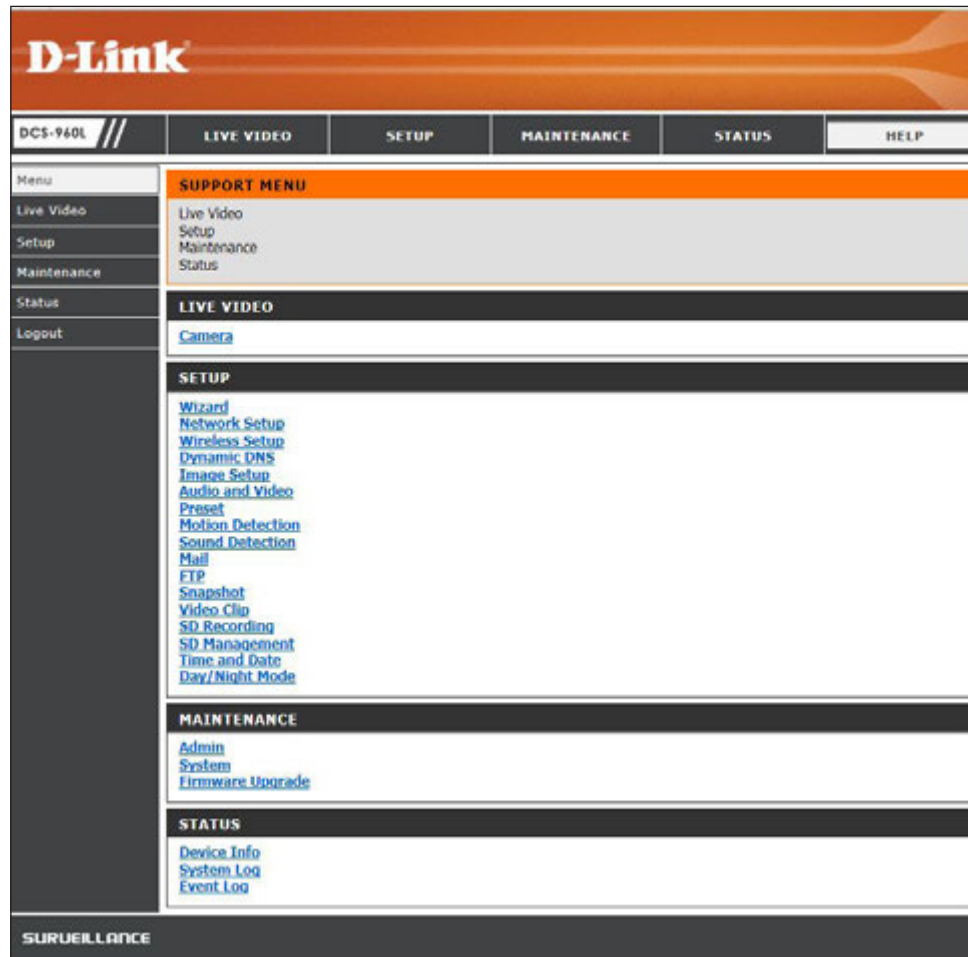 D-Link
DCS-960L
LIVE VIDEO
SETUP
MAINTENANCE
STATUS
HELP
Menu
Live Video
Setup
Maintenance
Status
Logout
SUPPORT MENU
Live Video
Setup
Maintenance
Status
LIVE VIDEO
Camera
SETUP
Wizard
Network Setup
Wireless Setup
Dynamic DNS
Image Setup
Audio and Video
Preset
Motion Detection
Sound Detection
Mail
FTP
Snapshot
Video Clip
SD Recording
SD Management
Time and Date
Day/Night Mode
MAINTENANCE
Admin
System
Firmware Upgrade
STATUS
Device Info
System Log
Event Log
SURVEILLANCE